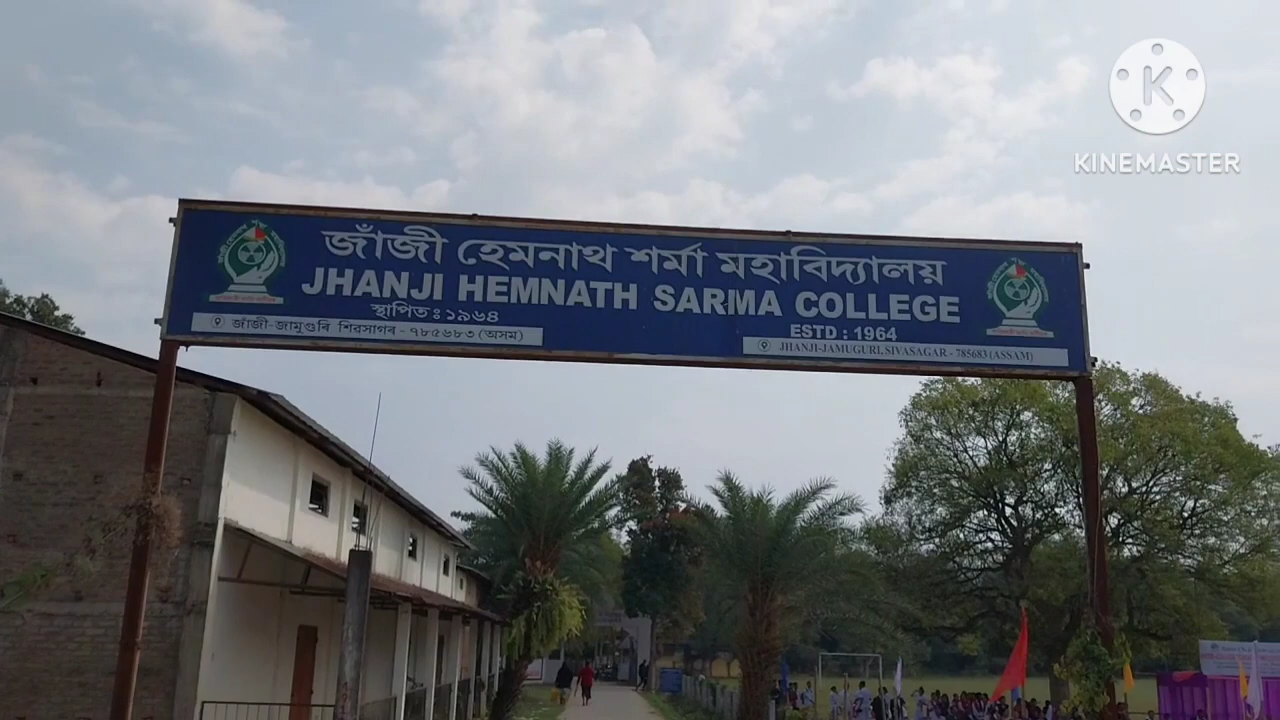 KINEMASTER
জাঁজী হেমনাথ শৰ্মা মহাবিদ্যালয়
JHANJI HEMNATH SARMA COLLEGE
স্থাপিত : ১৯৬৪
ESTD : 1964
জাঁজী-জামুগুৰি শিৱসাগৰ - ৭৮৫৬৮৩ (অসম)
JHANJI-JAMUGURI, SIVASAGAR - 785683 (ASSAM)